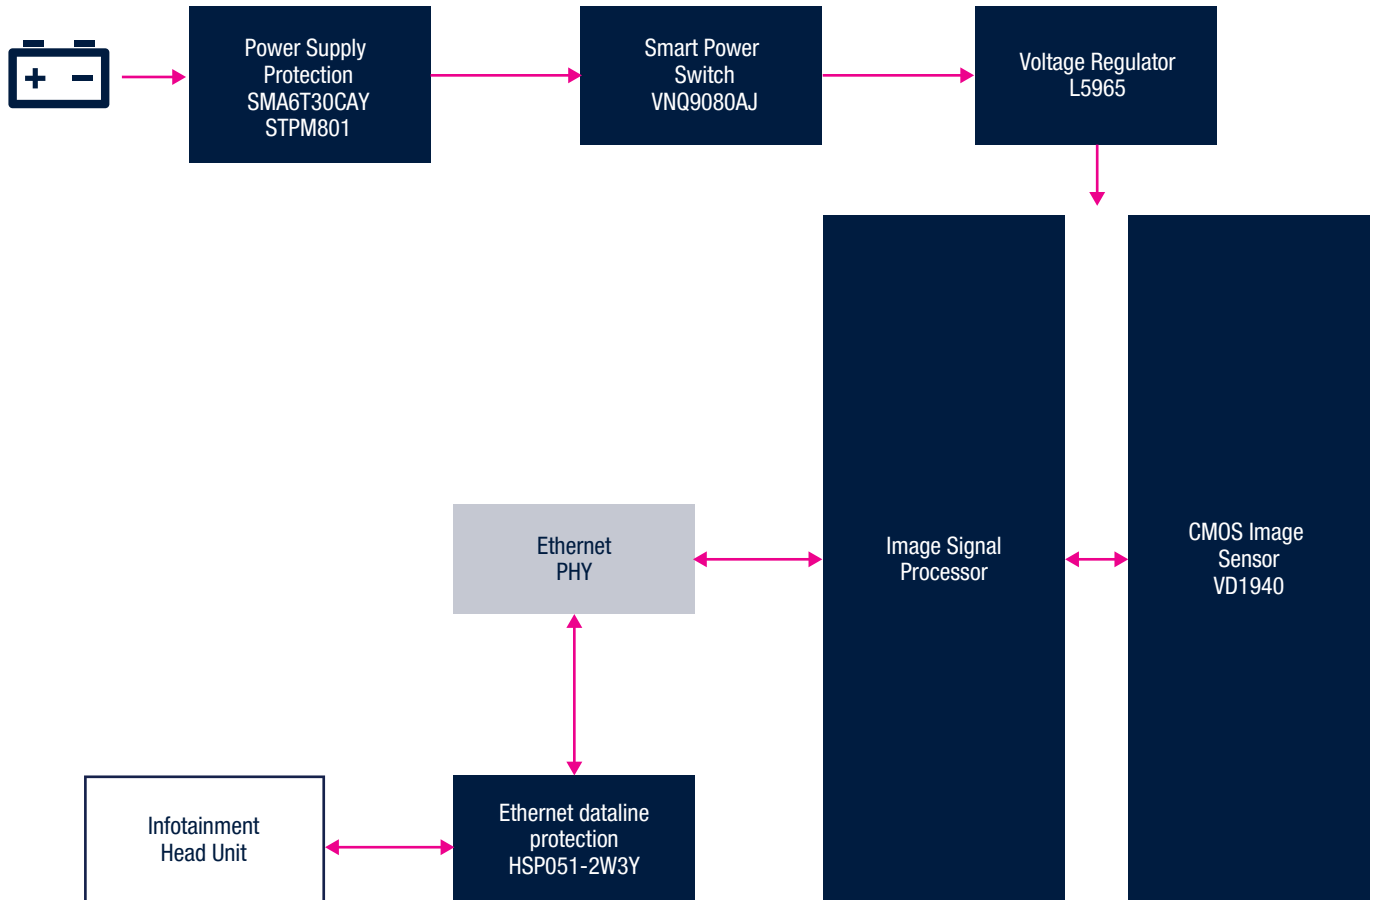 Power Supply
Protection
SMA6T30CAY
STPM801
Smart Power
Switch
VNQ9080AJ
Voltage Regulator
L5965
Ethernet
PHY
Image Signal
Processor
CMOS Image
Sensor
VD1940
Infotainment
Head Unit
Ethernet dataline
protection
HSP051-2W3Y